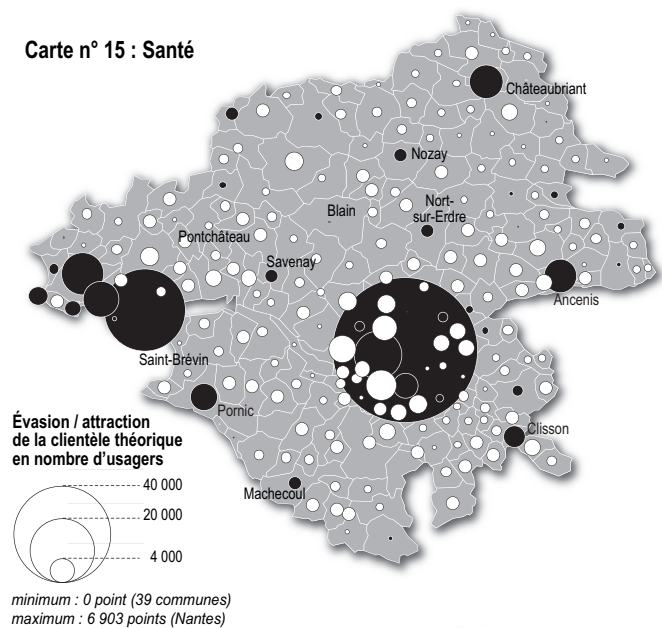 Carte n° 15 : Santé
Châteaubriant
Nozay
Blain
Nort-
sur-Erdre
Pontchâteau
Savenay
Ancenis
Saint-Brévin
Pornic
Clisson
Machecoul
Évasion / attraction
de la clientèle théorique
en nombre d'usagers
40 000
20 000
4 000
minimum : 0 point (39 communes)
maximum : 6 903 points (Nantes)